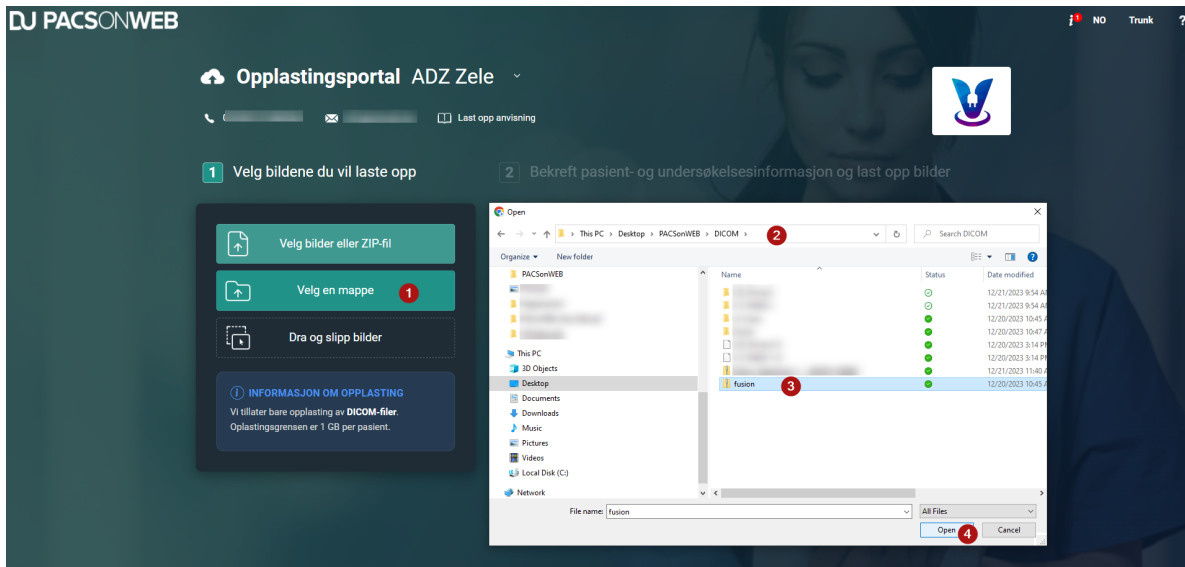 DU PACSONWEB
1
NO
Trunk
?
Opplastingsportal ADZ Zele
Last opp anvisning
1 Velg bildene du vil laste opp
2 Bekreft pasient- og undersøkelsesinformasjon og last opp bilder
Velg bilder eller ZIP-fil
Velg en mappe 1
Dra og slipp bilder
INFORMASJON OM OPPLASTING
Vi tillater bare opplasting av DICOM-filer.
Oplastingsgrensen er 1 GB per pasient.
Open
This PC > Desktop > PACSonWEB > DICOM > 2
Search DICOM
Organize New folder
PACSonWEB
This PC
3D Objects
Desktop
Documents
Downloads
Music
Pictures
Videos
Local Disk (C:)
Network
Name Status Date modified
12/21/2023 9:54 AM
12/21/2023 9:54 AM
12/20/2023 10:45 A
12/20/2023 10:47 A
12/20/2023 3:14 PM
12/20/2023 3:14 PM
12/21/2023 11:40 A
fusion 3 12/20/2023 10:45 A
File name: fusion
All Files
Open 4 Cancel